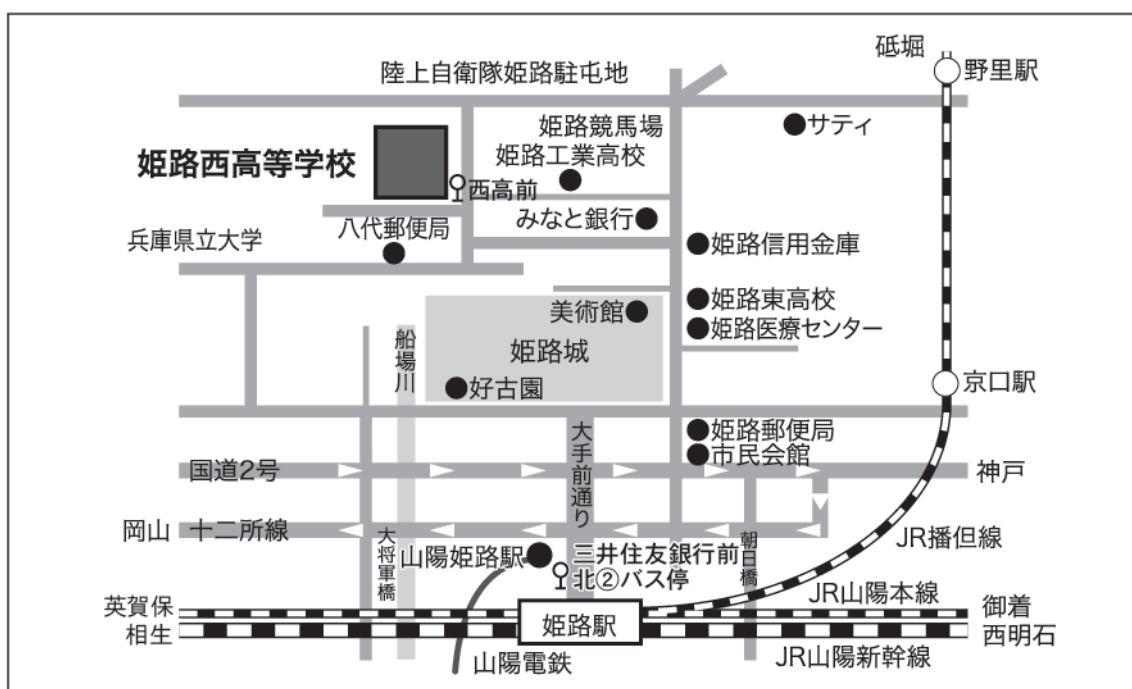 砥堀
野里駅
陸上自衛隊姫路駐屯地
姫路競馬場
サティ
姫路西高等学校
姫路工業高校
西高前
みなと銀行
八代郵便局
兵庫県立大学
姫路信用金庫
美術館
姫路東高校
姫路医療センター
船場川
姫路城
好古園
京口駅
大手前通り
姫路郵便局
市民会館
国道2号
神戸
岡山 十二所線
大将軍橋
山陽姫路駅
三井住友銀行前
北②バス停
朝日橋
JR播但線
英賀保
相生
姫路駅
JR山陽本線
御着
西明石
山陽電鉄
JR山陽新幹線